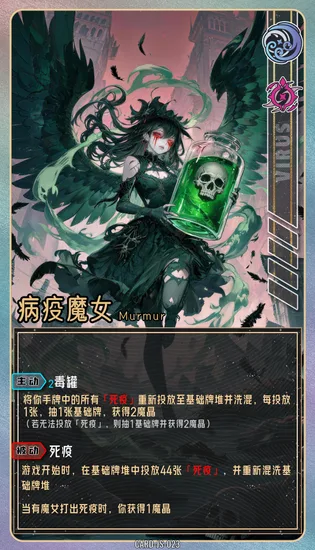 VIRUS
病疫魔女 Murmur
主动 2毒罐
将你手牌中的所有「死疫」重新投放至基础牌堆并洗混，每投放
1张，抽1张基础牌，获得2魔晶
（若无法投放「死疫」，则抽1基础牌并获得2魔晶）
被动 死疫
游戏开始时，在基础牌堆中投放44张「死疫」，并重新混洗基
础牌堆
当有魔女打出死疫时，你获得1魔晶
CARD-JS-023